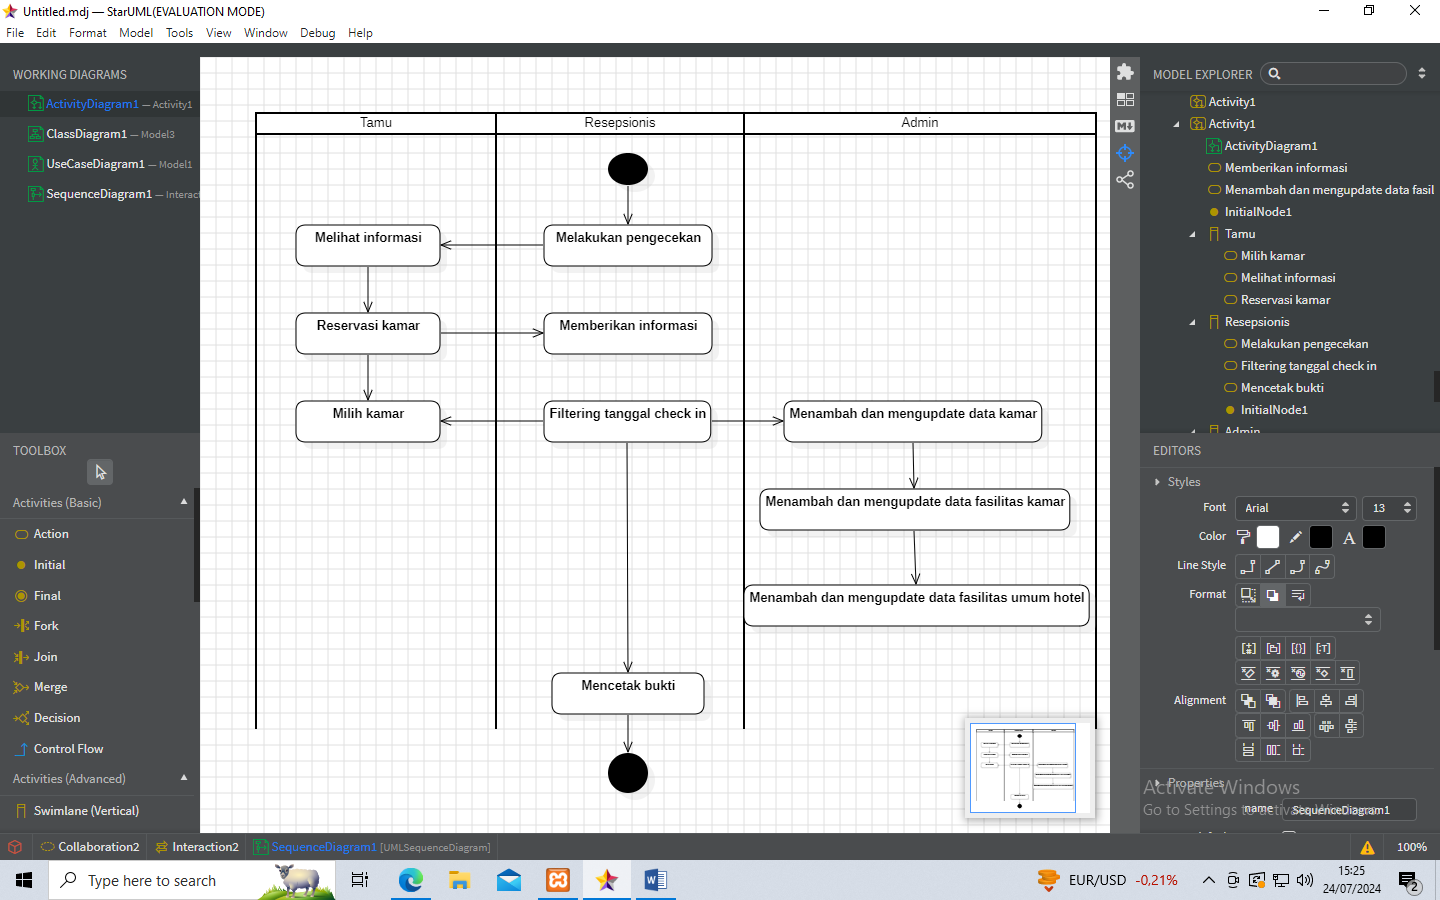 Untitled.mdj — StarUML(EVALUATION MODE)
File Edit Format Model Tools View Window Debug Help
WORKING DIAGRAMS
ActivityDiagram1 — Activity1
ClassDiagram1 — Model3
UseCaseDiagram1 — Model1
SequenceDiagram1 — Interact
TOOLBOX
Activities (Basic)
Action
Initial
Final
Fork
Join
Merge
Decision
Control Flow
Activities (Advanced)
Swimlane (Vertical)
Tamu
Resepsionis
Admin
Melihat informasi
Melakukan pengecekan
Reservasi kamar
Memberikan informasi
Milih kamar
Filtering tanggal check in
Menambah dan mengupdate data kamar
Menambah dan mengupdate data fasilitas kamar
Menambah dan mengupdate data fasilitas umum hotel
Mencetak bukti
M
MODEL EXPLORER
Activity1
Activity1
ActivityDiagram1
Memberikan informasi
Menambah dan mengupdate data fasil
InitialNode1
Tamu
Milih kamar
Melihat informasi
Reservasi kamar
Resepsionis
Melakukan pengecekan
Filtering tanggal check in
Mencetak bukti
InitialNode1
Admin
EDITORS
Styles
Font Arial 13
Color A
Line Style
Format
Alignment
Properties
Activate Windows
Go to Settings to activate Windows.
name SequenceDiagram1
Collaboration2 Interaction2 SequenceDiagram1 [UMLSequenceDiagram]
100%
Type here to search
EUR/USD -0,21%
15:25
24/07/2024
2